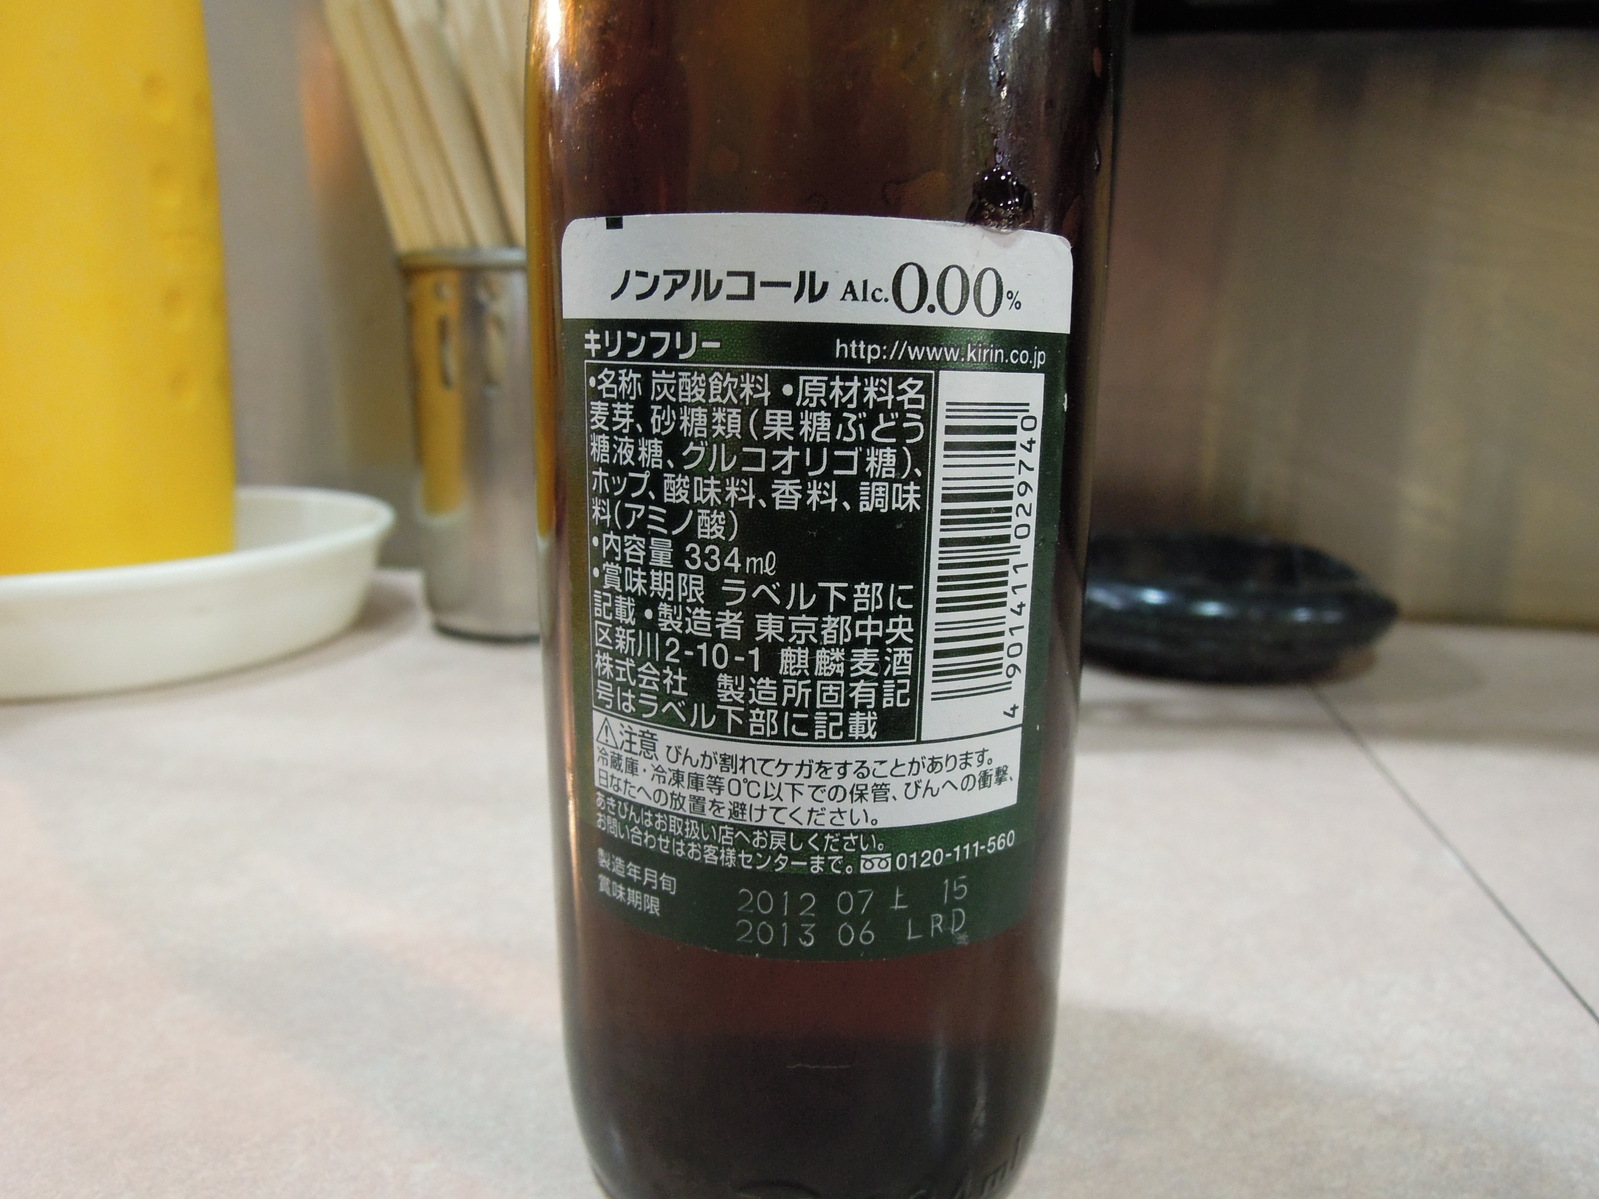 ノンアルコール Alc.0.00%
キリンフリー http://www.kirin.co.jp
•名称 炭酸飲料 •原材料名
麦芽、砂糖類(果糖ぶどう
糖液糖、グルコオリゴ糖)、
ホップ、酸味料、香料、調味
料(アミノ酸)
•内容量 334mℓ
•賞味期限 ラベル下部に
記載 •製造者 東京都中央
区新川2-10-1 麒麟麦酒
株式会社 製造所固有記
号はラベル下部に記載
4 901411 029740
⚠注意 びんが割れてケガをすることがあります。
冷蔵庫・冷凍庫等0℃以下での保管、びんへの衝撃、
日なたへの放置を避けてください。
あきびんはお取扱い店へお戻しください。
お問い合わせはお客様センターまで。0120-111-560
製造年月旬 2012 07 上 15
賞味期限 2013 06 LRD